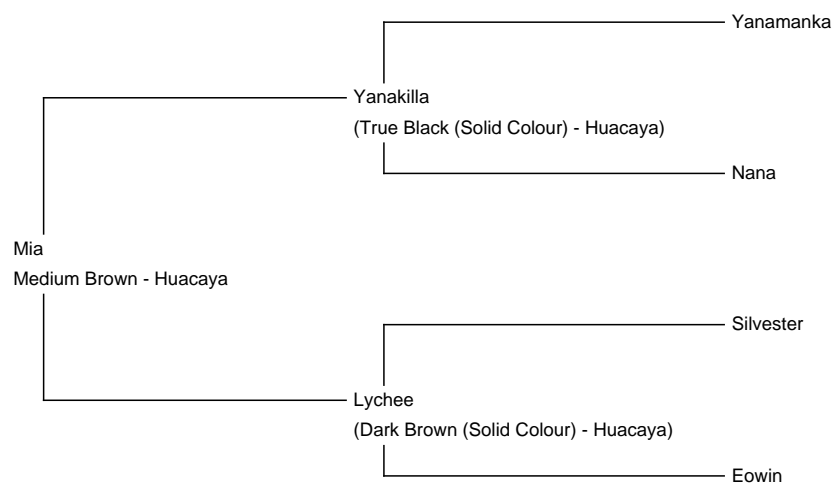 Yanamanka
Yanakilla
(True Black (Solid Colour) - Huacaya)
Nana
Mia
Medium Brown - Huacaya
Silvester
Lychee
(Dark Brown (Solid Colour) - Huacaya)
Eowin